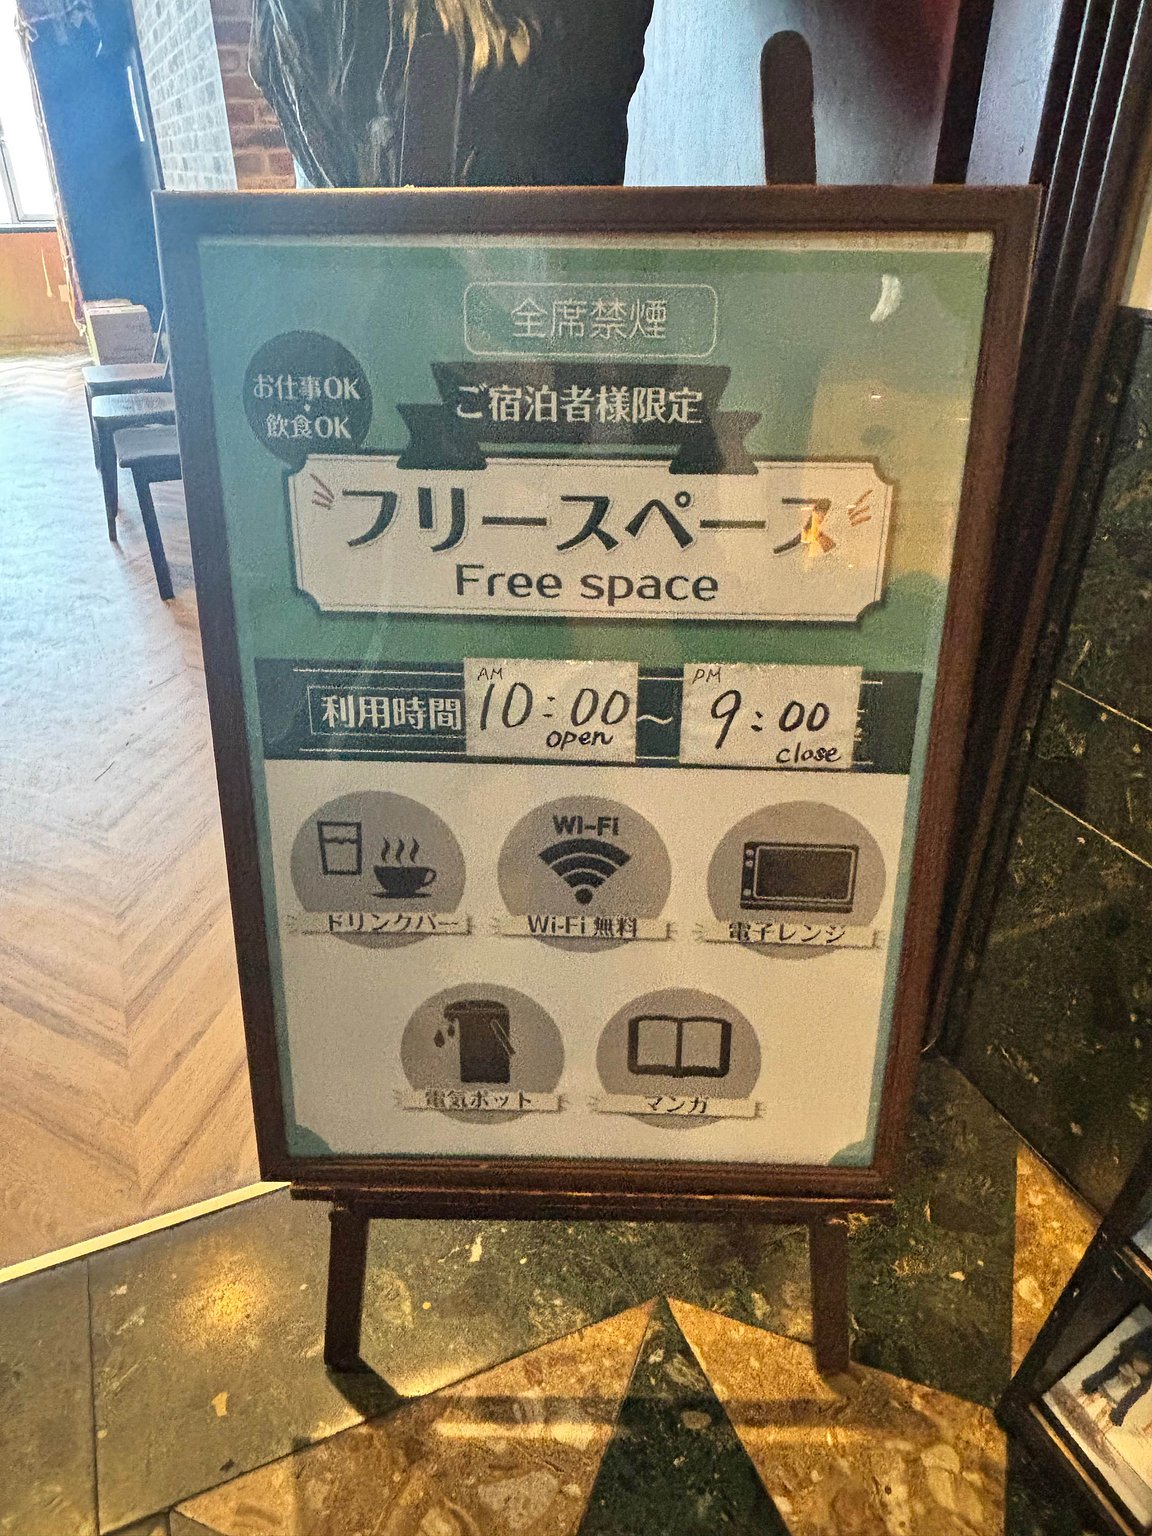 全席禁煙
お仕事OK
飲食OK
ご宿泊者様限定
フリースペース
Free space
利用時間
AM
10:00
open
～
PM
9:00
close
WI-FI
ドリンクバー
Wi-Fi 無料
電子レンジ
電気ポット
マンガ